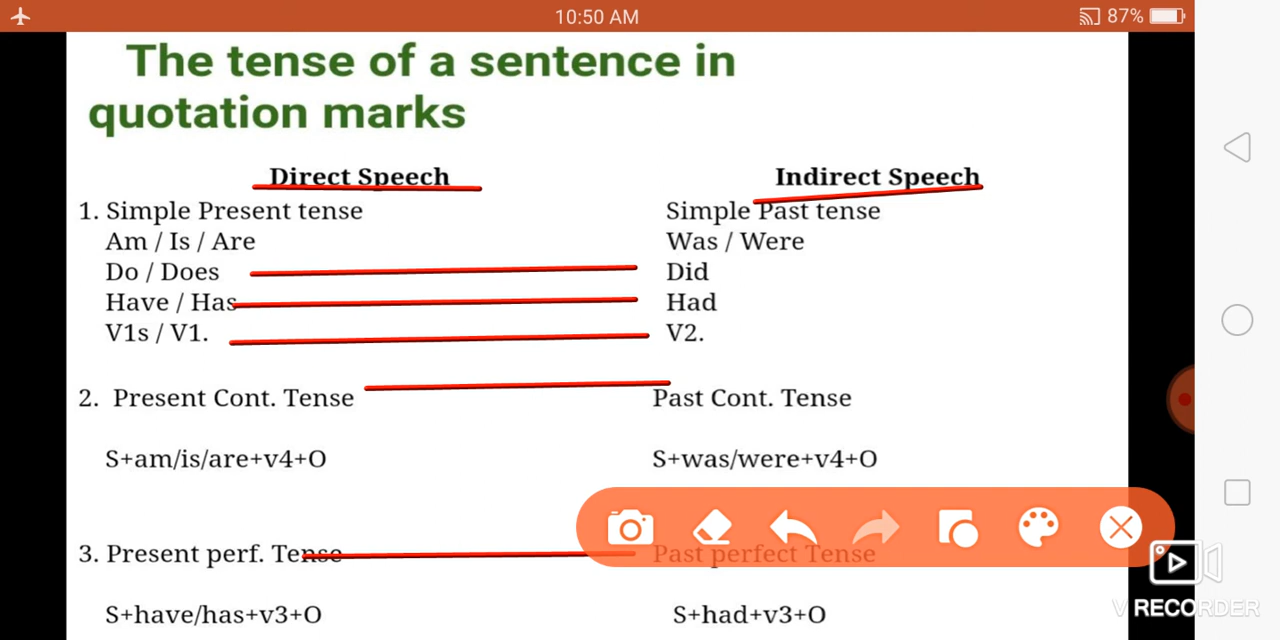 10:50 AM
87%
The tense of a sentence in
quotation marks
Direct Speech Indirect Speech
1. Simple Present tense Simple Past tense
Am / Is / Are Was / Were
Do / Does Did
Have / Has Had
V1s / V1. V2.
2. Present Cont. Tense Past Cont. Tense
S+am/is/are+v4+O S+was/were+v4+O
3. Present perf. Tense Past perfect Tense
S+have/has+v3+O S+had+v3+O
V RECORDER